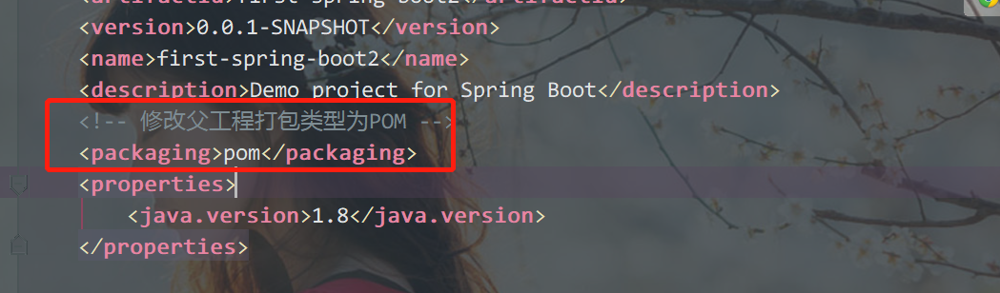 <artifactId>first-spring-boot2</artifactId>
<version>0.0.1-SNAPSHOT</version>
<name>first-spring-boot2</name>
<description>Demo project for Spring Boot</description>
<!-- 修改父工程打包类型为POM -->
<packaging>pom</packaging>
<properties>
<java.version>1.8</java.version>
</properties>